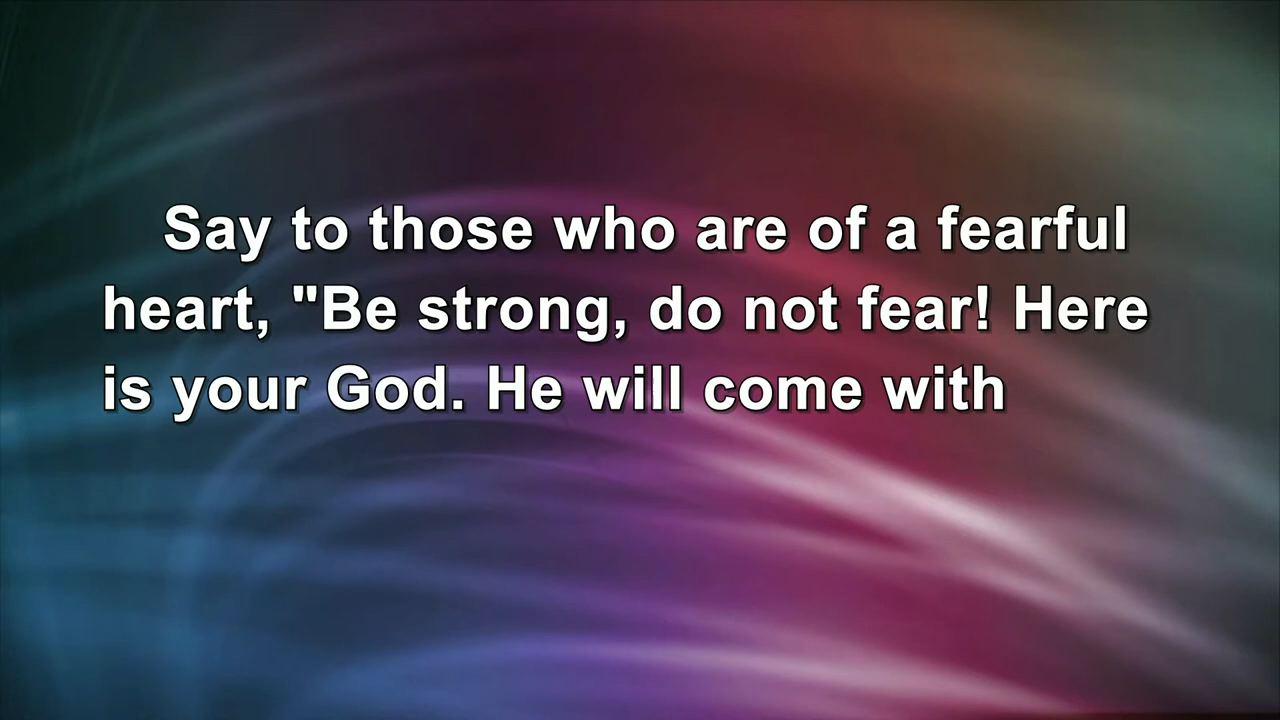 Say to those who are of a fearful
heart, "Be strong, do not fear! Here
is your God. He will come with